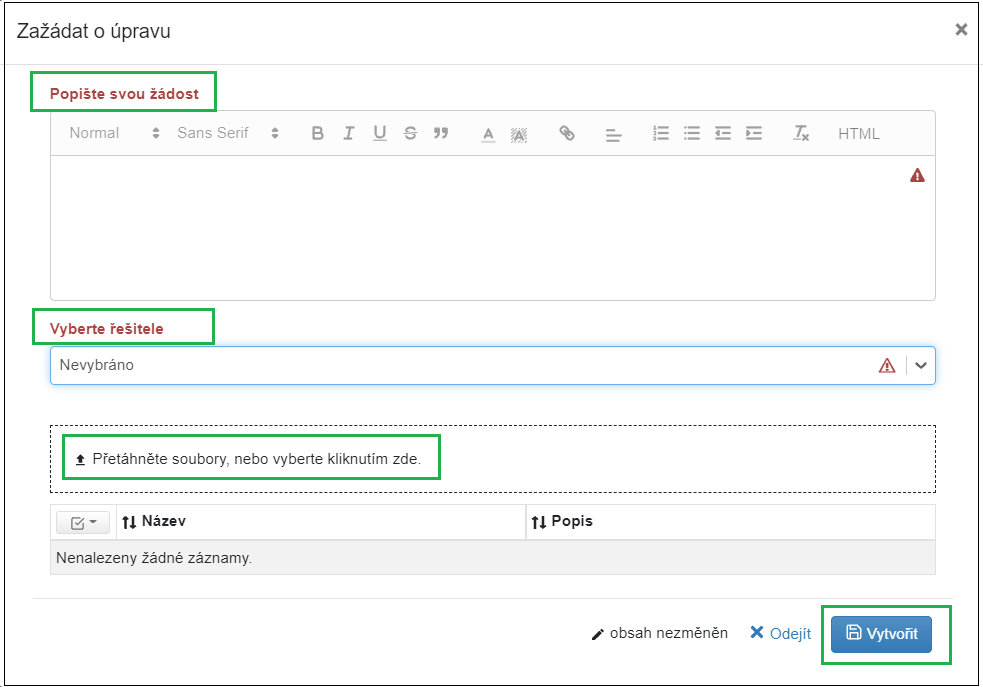 Zažádat o úpravu
Popište svou žádost
Normal Sans Serif B I U S A A HTML
Vyberte řešitele
Nevybráno
Přetáhněte soubory, nebo vyberte kliknutím zde.
Název Popis
Nenalezeny žádné záznamy.
obsah nezměněn Odejít Vytvořit